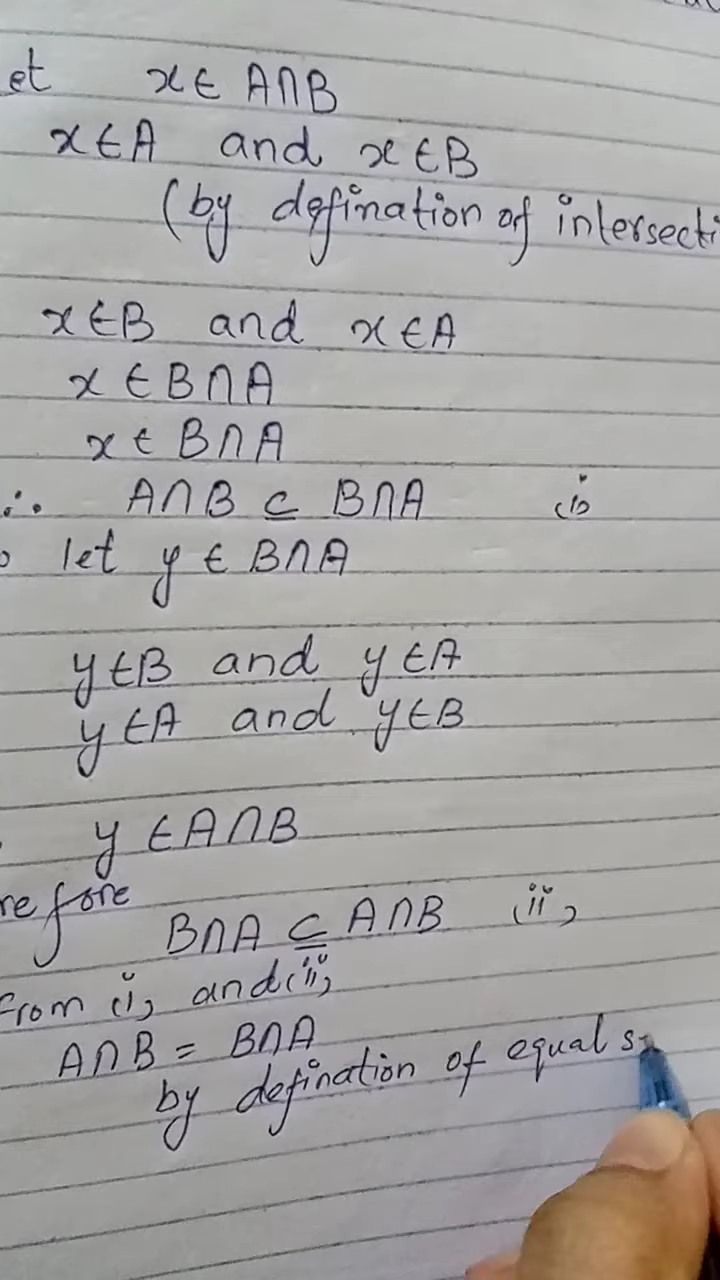 et x ∈ A∩B
x∈A and x∈B
(by defination of intersecti
x∈B and x∈A
x ∈ B∩A
x ∈ B∩A
∴ A∩B ⊆ B∩A (i)
let y ∈ B∩A
y∈B and y∈A
y∈A and y∈B
y ∈ A∩B
refore
B∩A ⊆ A∩B (ii)
from (i) and (ii)
A∩B = B∩A
by defination of equal s